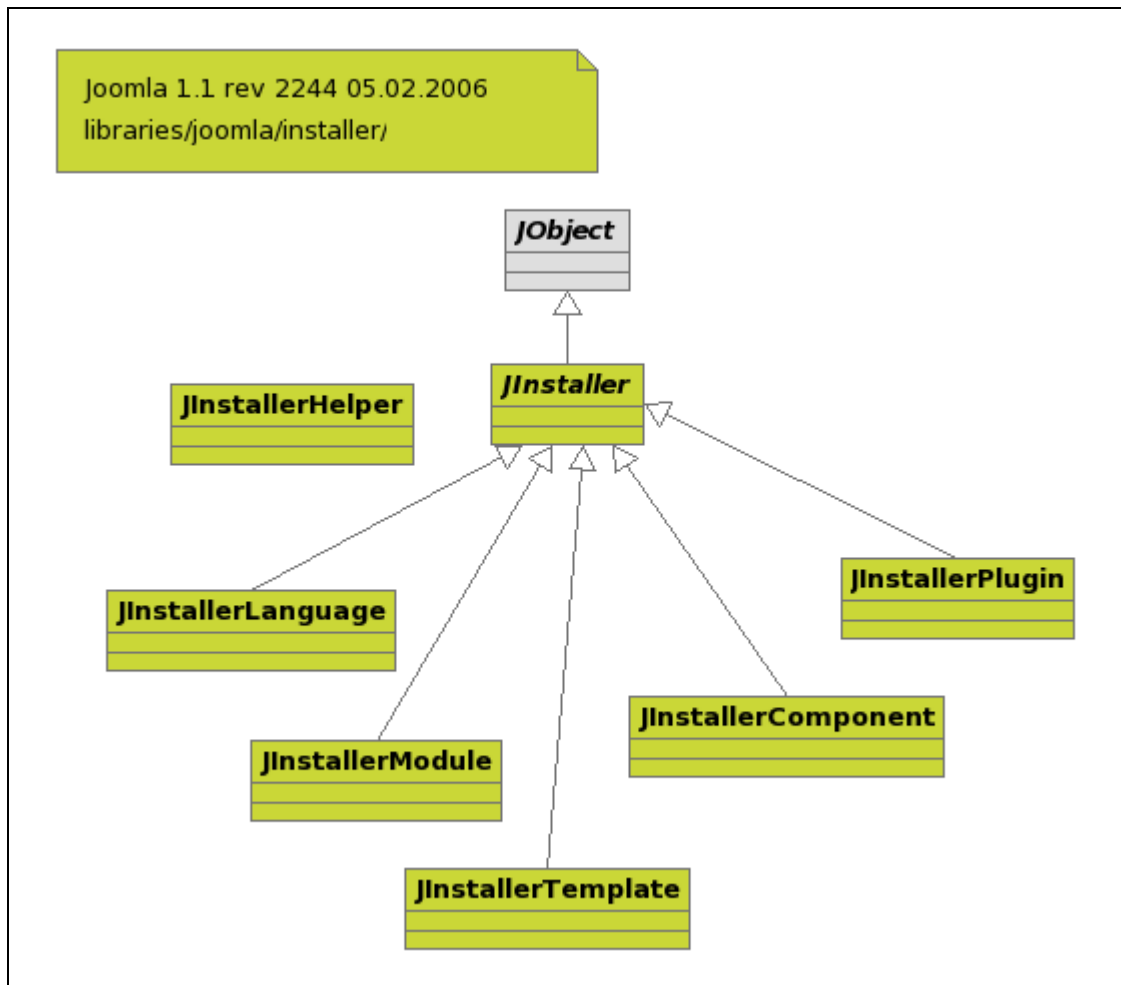 Joomla 1.1 rev 2244 05.02.2006
libraries/joomla/installer/
JObject
JInstaller
JInstallerHelper
JInstallerPlugin
JInstallerLanguage
JInstallerComponent
JInstallerModule
JInstallerTemplate